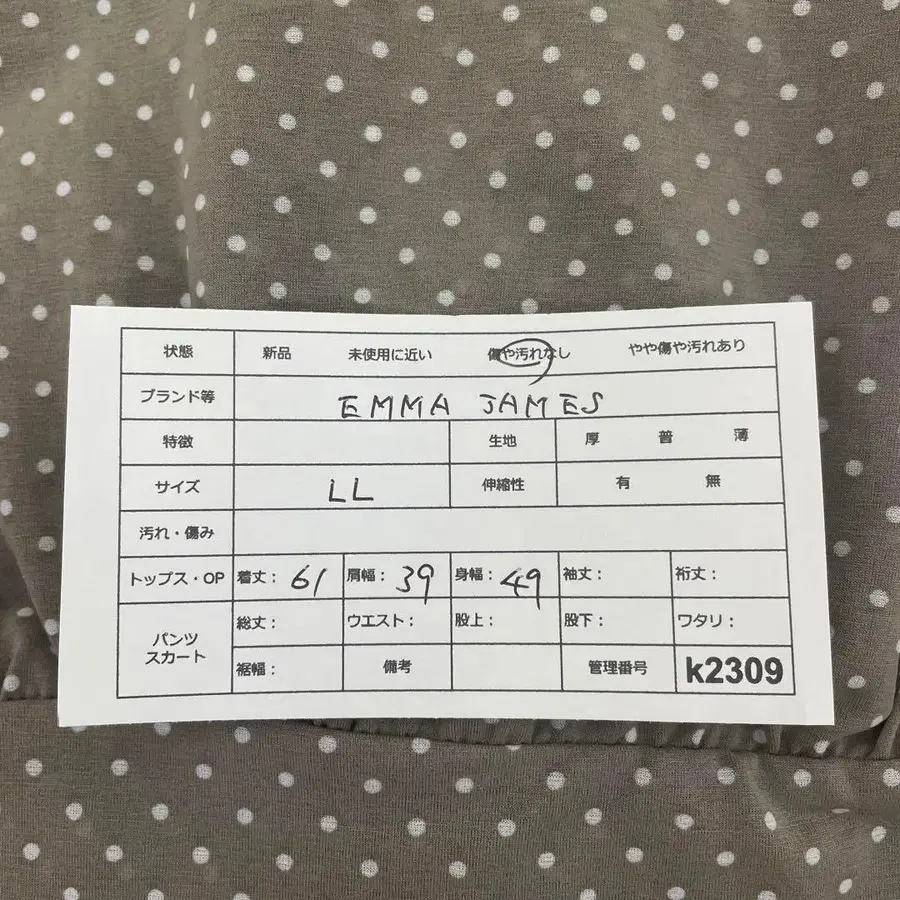 状態 新品 未使用に近い 傷や汚れなし やや傷や汚れあり
ブランド等 EMMA JAMES
特徴 生地 厚 普 薄
サイズ LL 伸縮性 有 無
汚れ・傷み
トップス・OP 着丈: 61 肩幅: 39 身幅: 49 袖丈: 裄丈:
パンツ
スカート
総丈: ウエスト: 股上: 股下: ワタリ:
裾幅: 備考 管理番号 k2309